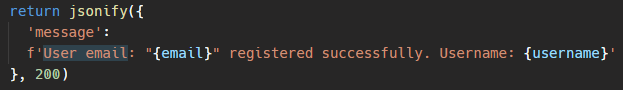 return jsonify({
'message':
f'User email: "{email}" registered successfully. Username: {username}'
}, 200)